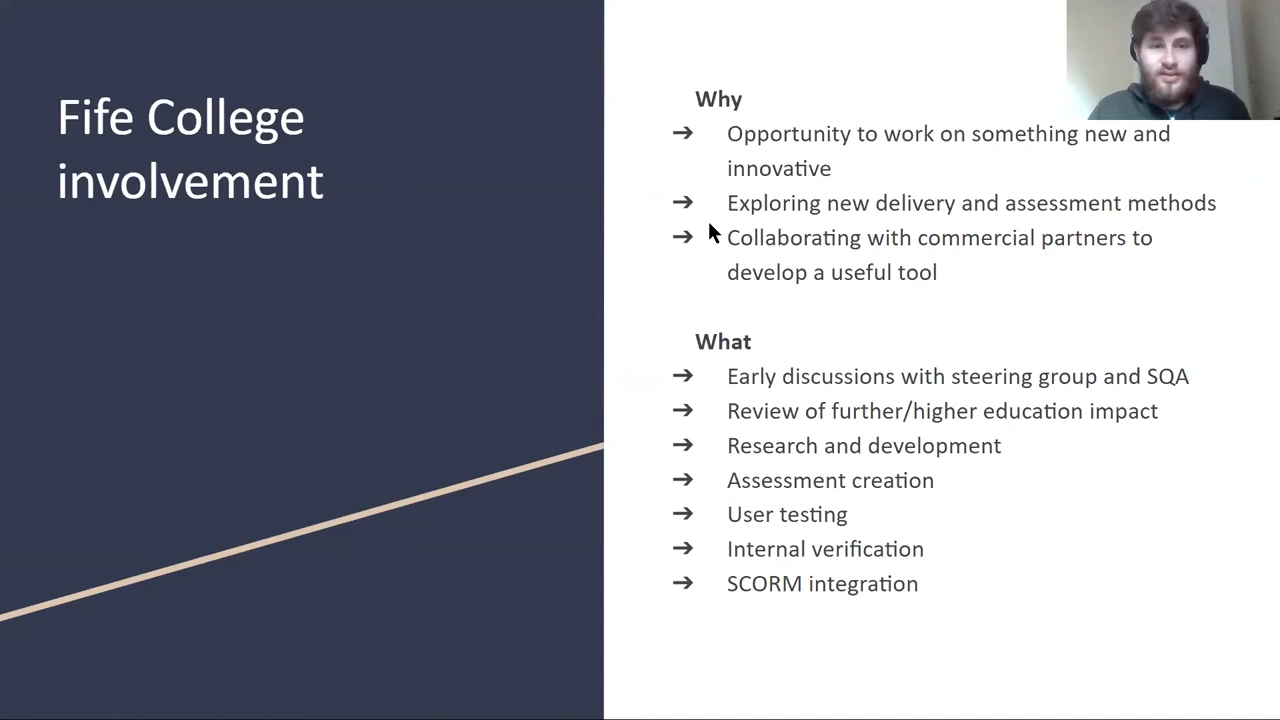 Fife College
involvement
Why
➔ Opportunity to work on something new and
innovative
➔ Exploring new delivery and assessment methods
➔ Collaborating with commercial partners to
develop a useful tool
What
➔ Early discussions with steering group and SQA
➔ Review of further/higher education impact
➔ Research and development
➔ Assessment creation
➔ User testing
➔ Internal verification
➔ SCORM integration